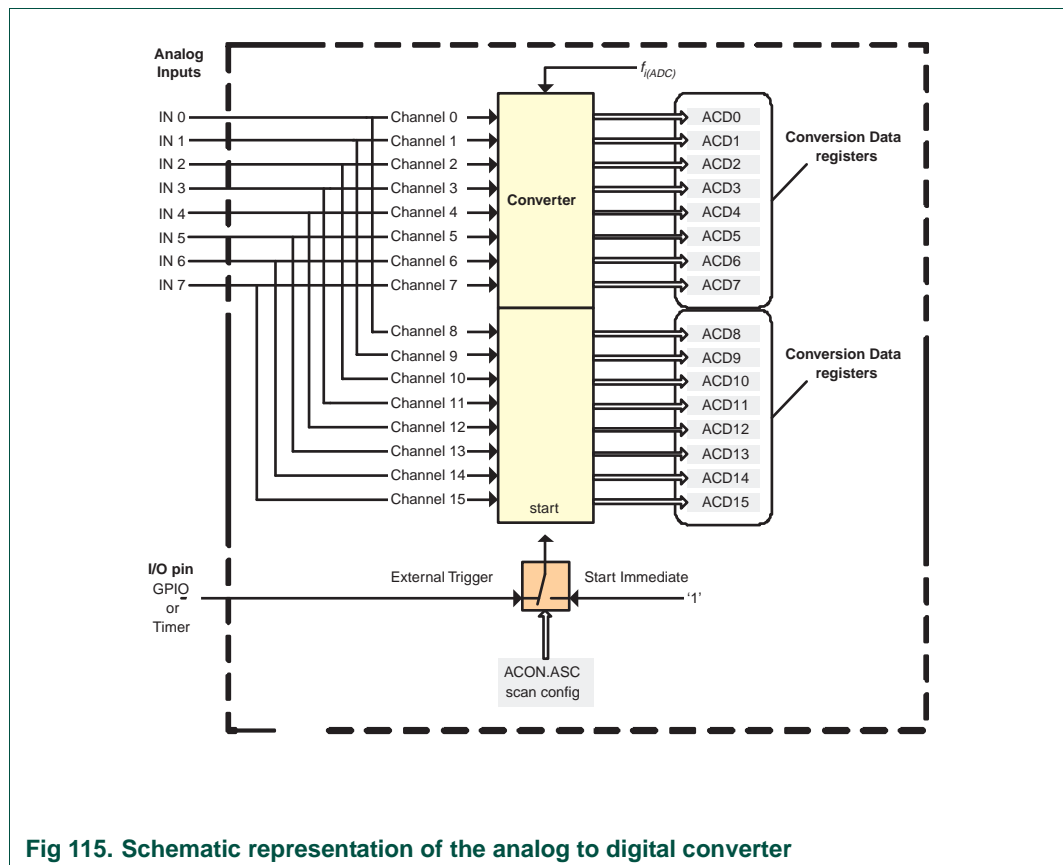 Analog
Inputs
f i(ADC)
IN 0
Channel 0
ACD0
IN 1
Channel 1
ACD1
IN 2
Channel 2
ACD2
IN 3
Channel 3
ACD3
IN 4
Channel 4
ACD4
IN 5
Channel 5
ACD5
IN 6
Channel 6
ACD6
IN 7
Channel 7
ACD7
Converter
Conversion Data
registers
Channel 8
ACD8
Channel 9
ACD9
Channel 10
ACD10
Channel 11
ACD11
Channel 12
ACD12
Channel 13
ACD13
Channel 14
ACD14
Channel 15
ACD15
start
Conversion Data
registers
I/O pin
GPIO
or
Timer
External Trigger
Start Immediate
‘1’
ACON.ASC
scan config
Fig 115. Schematic representation of the analog to digital converter